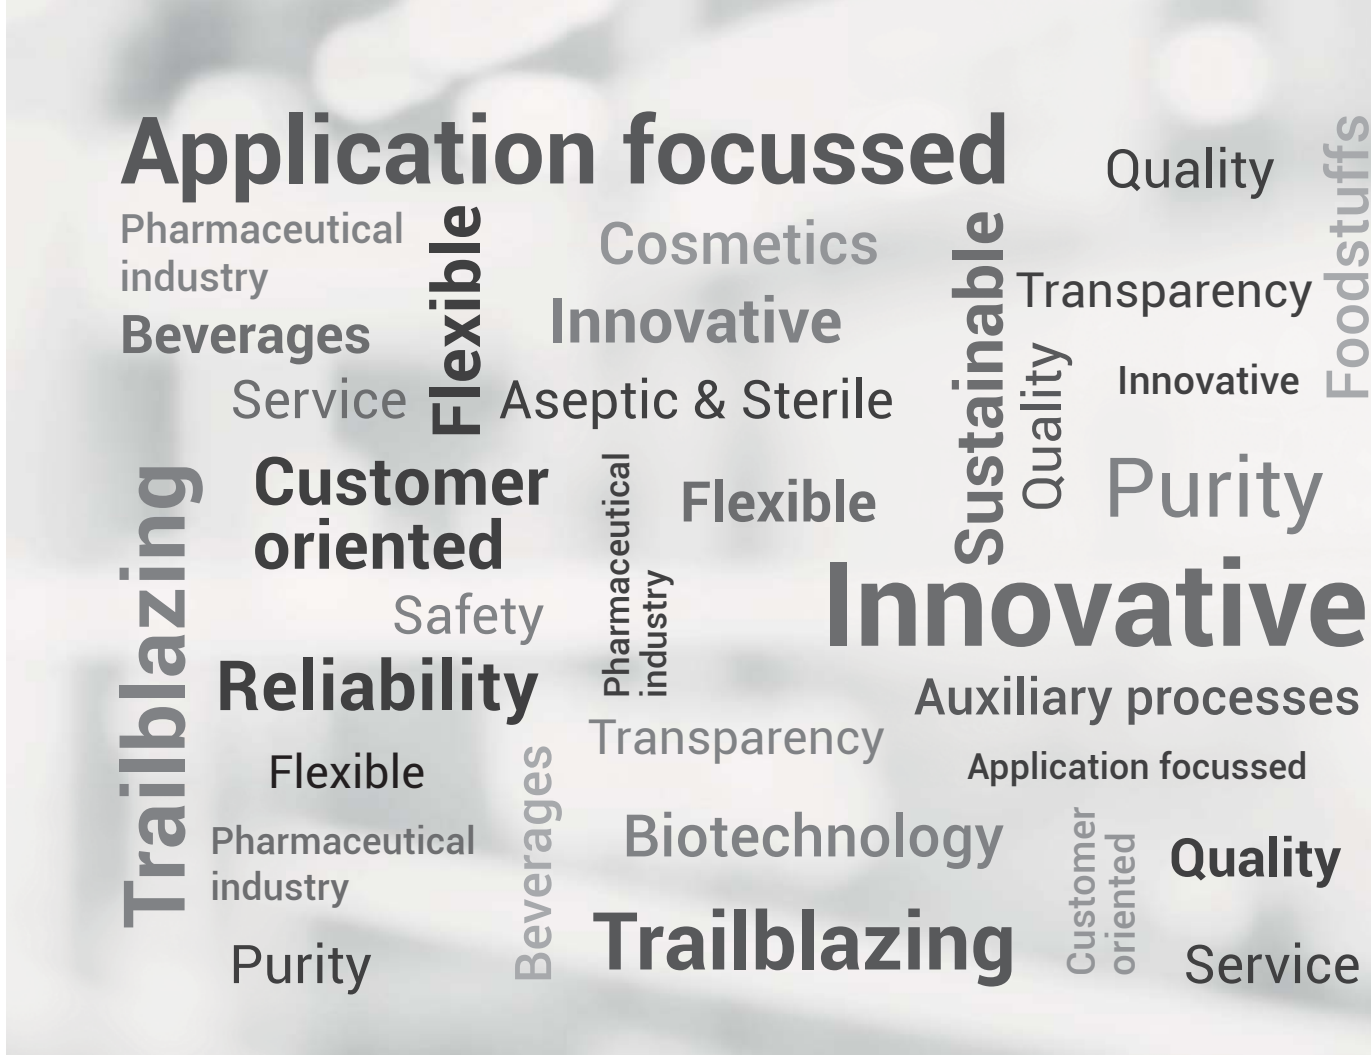 Application focussed
Quality
Foodstuffs
Pharmaceutical
industry
Flexible
Cosmetics
Sustainable
Transparency
Beverages
Innovative
Service
Aseptic & Sterile
Quality
Innovative
Trailblazing
Customer
oriented
Pharmaceutical
industry
Flexible
Purity
Safety
Innovative
Reliability
Auxiliary processes
Transparency
Flexible
Application focussed
Beverages
Pharmaceutical
industry
Biotechnology
Customer
oriented
Quality
Trailblazing
Purity
Service